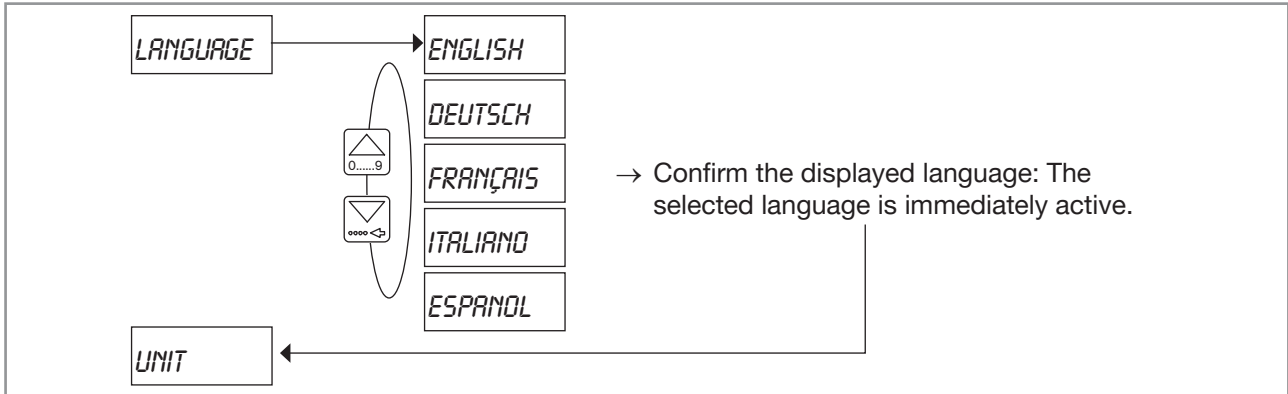 LANGUAGE
ENGLISH
DEUTSCH
0......9
FRANÇAIS
→ Confirm the displayed language: The
selected language is immediately active.
ITALIANO
ESPANOL
UNIT